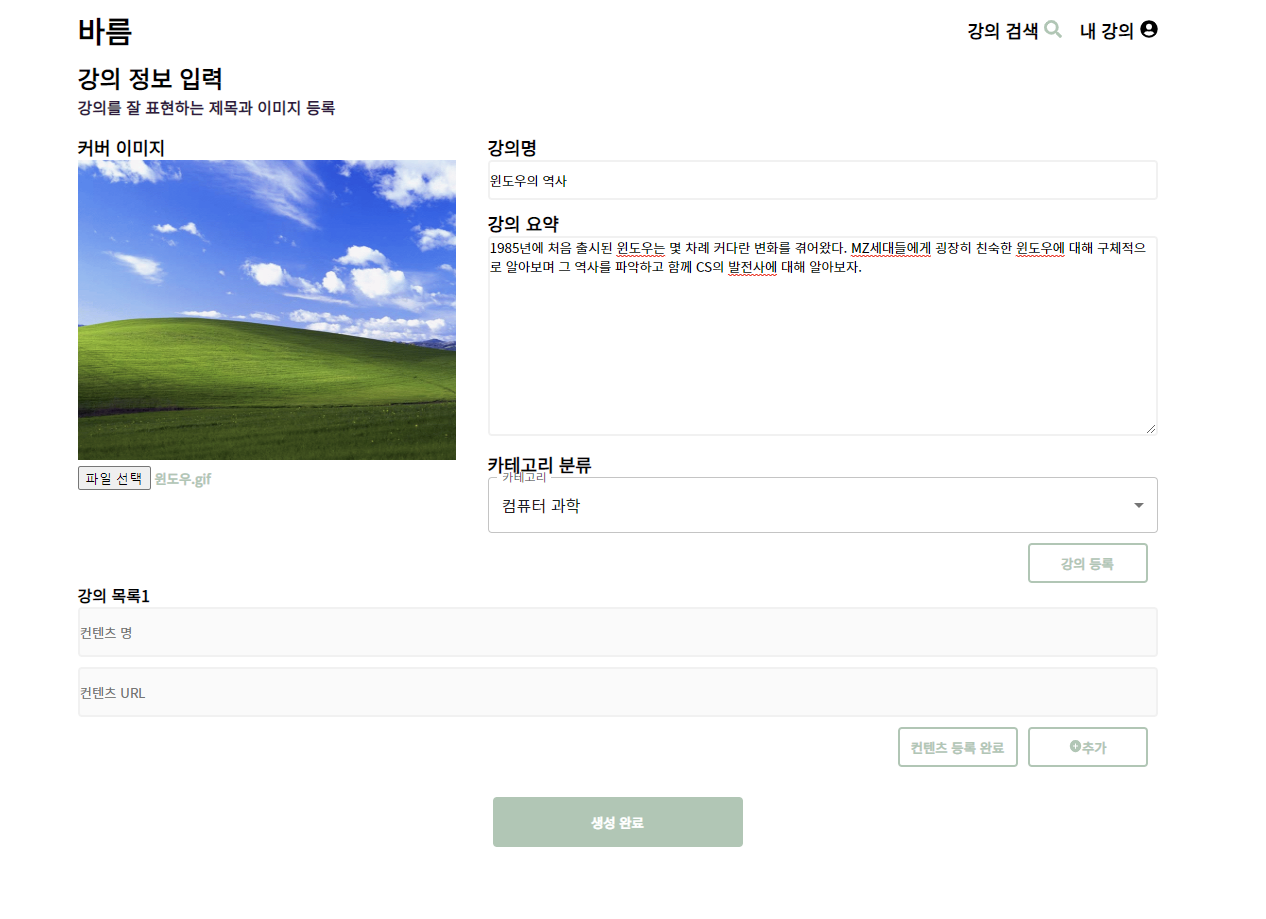 바름
강의 검색
내 강의
강의 정보 입력
강의를 잘 표현하는 제목과 이미지 등록
커버 이미지
파일 선택 윈도우.gif
강의명
윈도우의 역사
강의 요약
1985년에 처음 출시된 윈도우는 몇 차례 커다란 변화를 겪어왔다. MZ세대들에게 굉장히 친숙한 윈도우에 대해 구체적으
로 알아보며 그 역사를 파악하고 함께 CS의 발전사에 대해 알아보자.
카테고리 분류
카테고리
컴퓨터 과학
강의 등록
강의 목록1
컨텐츠 명
컨텐츠 URL
컨텐츠 등록 완료
추가
생성 완료